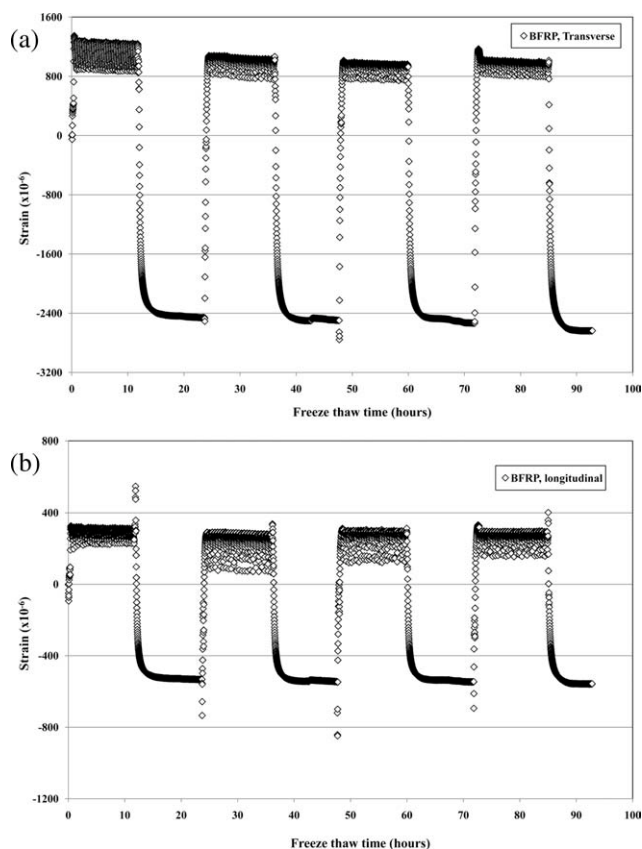 (a)
1600
800
0
-800
-1600
-2400
-3200
Strain (x10⁻⁶)
BFRP, Transverse
0 10 20 30 40 50 60 70 80 90 100
Freeze thaw time (hours)
(b)
800
400
0
-400
-800
-1200
Strain (x10⁻⁶)
BFRP, longitudinal
0 10 20 30 40 50 60 70 80 90 100
Freeze thaw time (hours)